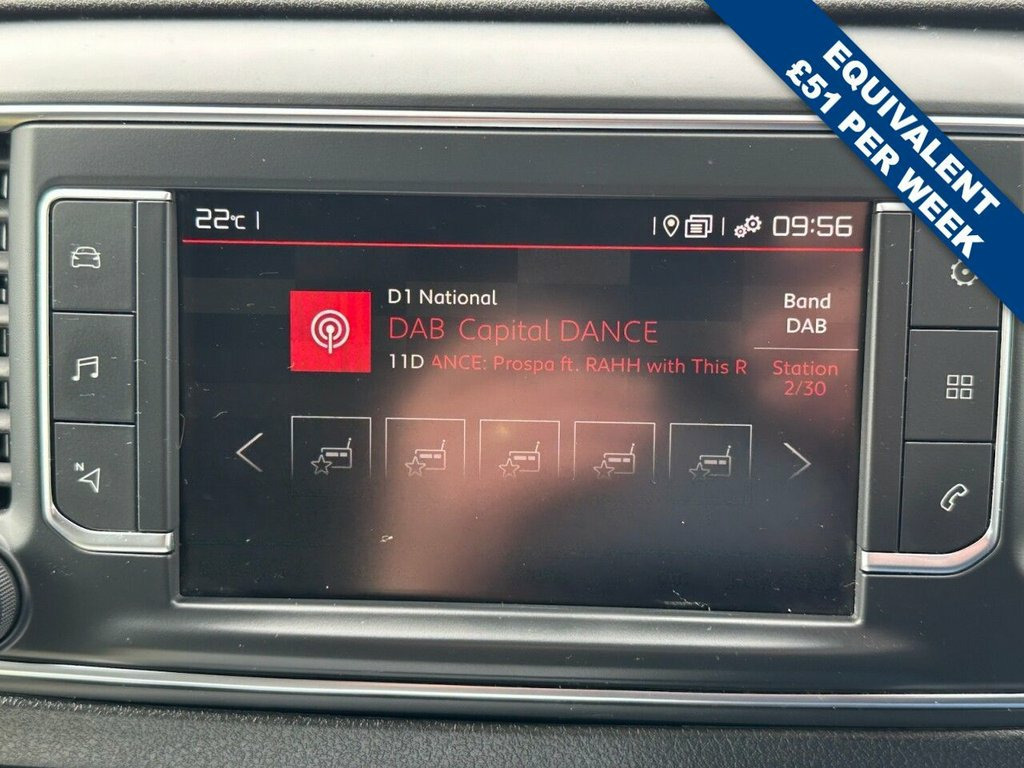 EQUIVALENT
£51 PER WEEK
22°C
09:56
D1 National
DAB Capital DANCE
11D ANCE: Prospa ft. RAHH with This R
Band
DAB
Station
2/30
N